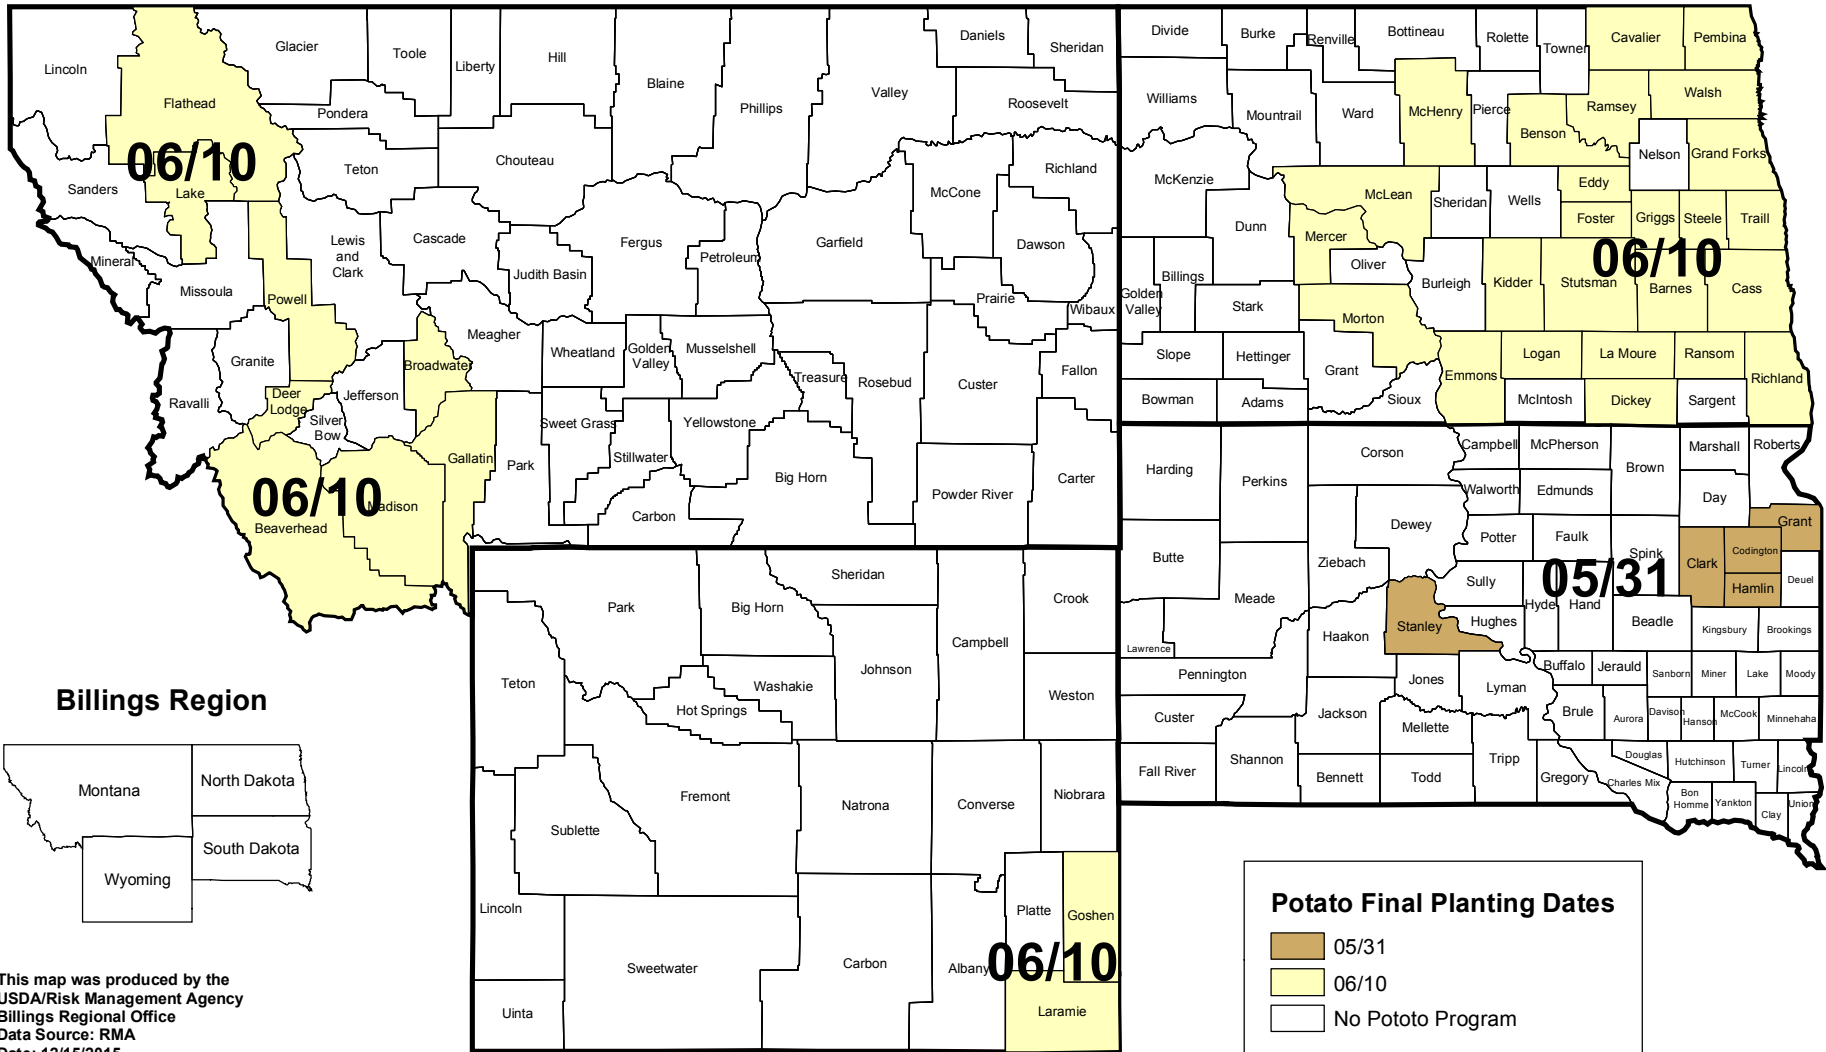 Lincoln
Flathead
Glacier
Toole
Liberty
Hill
Blaine
Phillips
Valley
Daniels
Sheridan
Roosevelt
Pondera
Teton
Chouteau
06/10
Sanders
Lake
Mineral
Missoula
Powell
Lewis
and
Clark
Cascade
Judith Basin
Fergus
Petroleum
Garfield
McCone
Richland
Dawson
Prairie
Wibaux
Granite
Ravalli
Deer
Lodge
Silver
Bow
Jefferson
Broadwater
Meagher
Wheatland
Golden
Valley
Musselshell
Treasure
Rosebud
Custer
Fallon
Sweet Grass
Yellowstone
Stillwater
Gallatin
Park
Carbon
Big Horn
Powder River
Carter
06/10
Madison
Beaverhead
Divide
Burke
Renville
Bottineau
Rolette
Towner
Cavalier
Pembina
Williams
Mountrail
Ward
McHenry
Pierce
Benson
Ramsey
Walsh
Nelson
Grand Forks
McKenzie
Dunn
McLean
Mercer
Oliver
Sheridan
Wells
Eddy
Foster
Griggs
Steele
Traill
06/10
Golden
Valley
Billings
Stark
Morton
Burleigh
Kidder
Stutsman
Barnes
Cass
Slope
Hettinger
Grant
Sioux
Emmons
Logan
La Moure
Ransom
Richland
Bowman
Adams
McIntosh
Dickey
Sargent
Harding
Perkins
Corson
Campbell
McPherson
Brown
Marshall
Roberts
Walworth
Edmunds
Day
Butte
Meade
Ziebach
Dewey
Potter
Faulk
Spink
Clark
Codington
Grant
Hamlin
Deuel
05/31
Sully
Hyde
Hand
Stanley
Hughes
Beadle
Kingsbury
Brookings
Lawrence
Haakon
Pennington
Jones
Lyman
Buffalo
Jerauld
Sanborn
Miner
Lake
Moody
Custer
Jackson
Mellette
Brule
Aurora
Davison
Hanson
McCook
Minnehaha
Fall River
Shannon
Bennett
Todd
Tripp
Gregory
Douglas
Charles Mix
Hutchinson
Turner
Lincoln
Bon
Homme
Yankton
Clay
Union
Park
Big Horn
Sheridan
Crook
Campbell
Johnson
Teton
Washakie
Hot Springs
Weston
Fremont
Natrona
Converse
Niobrara
Sublette
Lincoln
Sweetwater
Carbon
Albany
Platte
Goshen
06/10
Laramie
Uinta
Billings Region
Montana
North Dakota
South Dakota
Wyoming
This map was produced by the
USDA/Risk Management Agency
Billings Regional Office
Data Source: RMA
Date: 12/15/2015
Potato Final Planting Dates
05/31
06/10
No Pototo Program